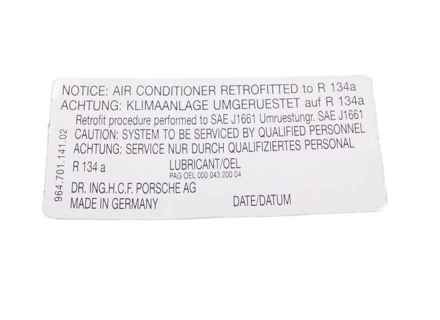 NOTICE: AIR CONDITIONER RETROFITTED to R 134a
ACHTUNG: KLIMAANLAGE UMGERUESTET auf R 134a
Retrofit procedure performed to SAE J1661 Umruestungr. SAE J1661
CAUTION: SYSTEM TO BE SERVICED BY QUALIFIED PERSONNEL
ACHTUNG: SERVICE NUR DURCH QUALIFIZIERTES PERSONAL
R 134 a LUBRICANT/OEL
PAG OEL 000 043 200 04
DR. ING.H.C.F. PORSCHE AG
MADE IN GERMANY DATE/DATUM
964.701.141.02